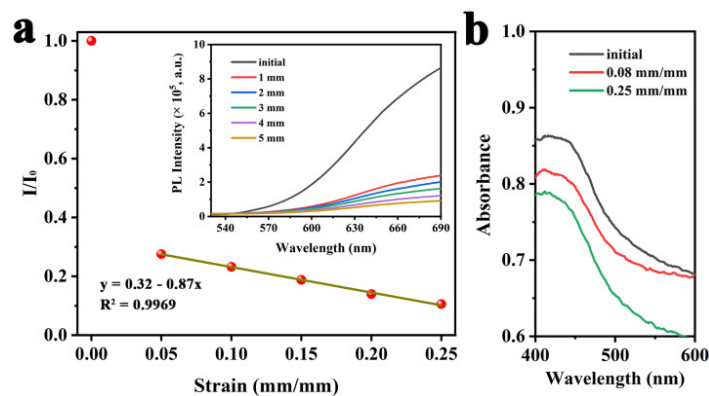 a
I/I₀
1.0
0.8
0.6
0.4
0.2
0.0
0.00 0.05 0.10 0.15 0.20 0.25
Strain (mm/mm)
y = 0.32 - 0.87x
R² = 0.9969
PL Intensity (× 10⁵, a.u.)
10
8
6
4
2
0
540 570 600 630 660 690
Wavelength (nm)
initial
1 mm
2 mm
3 mm
4 mm
5 mm
b
Absorbance
1.0
0.9
0.8
0.7
0.6
400 500 600
Wavelength (nm)
initial
0.08 mm/mm
0.25 mm/mm